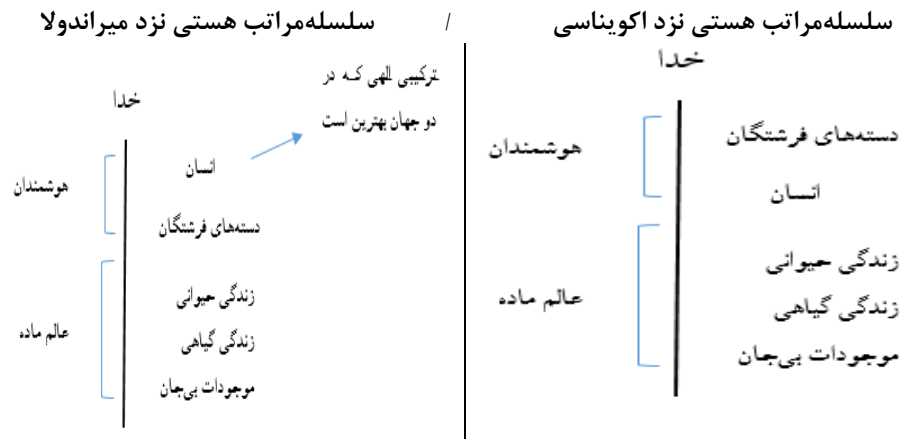 سلسله‌مراتب هستی نزد اکویناسی / سلسله‌مراتب هستی نزد میراندولا
خدا
دسته‌های فرشتگان
هوشمندان
انسان
زندگی حیوانی
زندگی گیاهی
عالم ماده
موجودات بی‌جان
ترکیبی الهی که در
دو جهان بهترین است
خدا
انسان
هوشمندان
دسته‌های فرشتگان
زندگی حیوانی
عالم ماده
زندگی گیاهی
موجودات بی‌جان